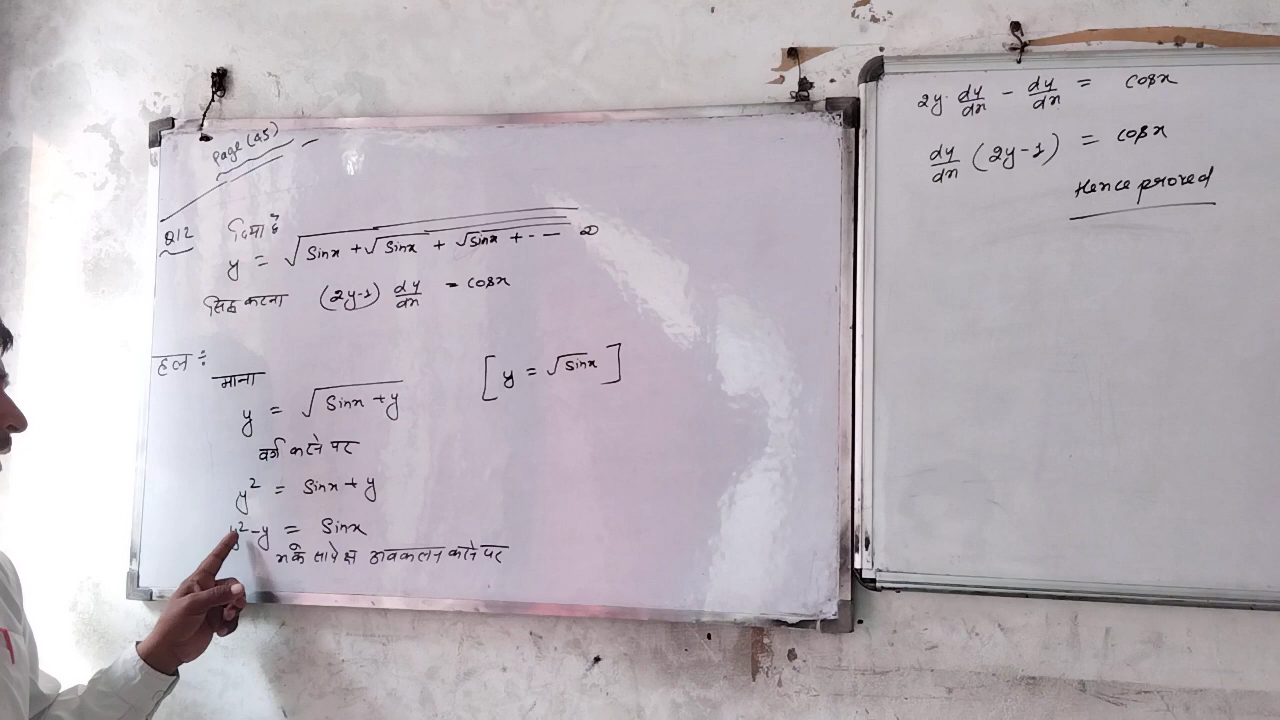 Page (45)
Q12 दिया है
y = √Sinx + √Sinx + √Sinx + - - ∞
सिद्ध करना (2y-1) dy/dx = cosx
हल ÷
माना
y = √Sinx + y [y = √Sinx]
वर्ग करने पर
y² = Sinx + y
y² - y = Sinx
x के सापेक्ष अवकलन करने पर
2y. dy/dx - dy/dx = cosx
dy/dx (2y-1) = cosx
Hence proved